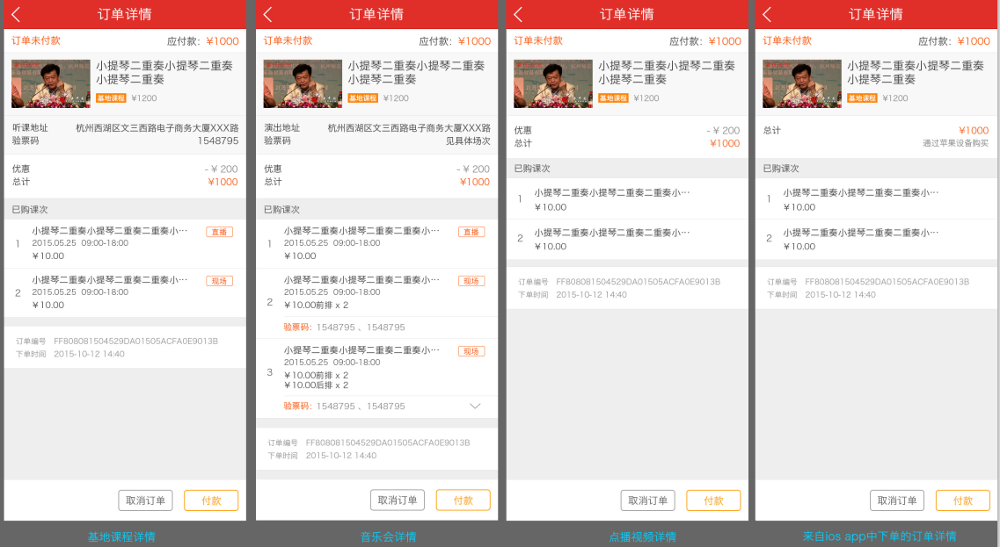 订单详情
订单未付款 应付款：¥1000
小提琴二重奏小提琴二重奏
小提琴二重奏
基地课程 ¥1200
听课地址 杭州西湖区文三西路电子商务大厦XXX路
验票码 1548795
优惠 - ¥ 200
总计 ¥1000
已购课次
1 小提琴二重奏小提琴二重奏二重奏小··· 直播
2015.05.25 09:00-18:00
¥10.00
2 小提琴二重奏小提琴二重奏二重奏小··· 现场
2015.05.25 09:00-18:00
¥10.00
订单编号 FF808081504529DA01505ACFA0E9013B
下单时间 2015-10-12 14:40
取消订单 付款
基地课程详情
订单详情
订单未付款 应付款：¥1000
小提琴二重奏小提琴二重奏
小提琴二重奏
基地课程 ¥1200
演出地址 杭州西湖区文三西路电子商务大厦XXX路
验票码 见具体场次
优惠 - ¥ 200
总计 ¥1000
已购课次
1 小提琴二重奏小提琴二重奏二重奏小··· 直播
2015.05.25 09:00-18:00
¥10.00
2 小提琴二重奏小提琴二重奏二重奏小··· 现场
2015.05.25 09:00-18:00
¥10.00前排 x 2
验票码：1548795 、1548795
3 小提琴二重奏小提琴二重奏二重奏小··· 现场
2015.05.25 09:00-18:00
¥10.00前排 x 2
¥10.00后排 x 2
验票码：1548795 、1548795
订单编号 FF808081504529DA01505ACFA0E9013B
下单时间 2015-10-12 14:40
取消订单 付款
音乐会详情
订单详情
订单未付款 应付款：¥1000
小提琴二重奏小提琴二重奏
小提琴二重奏
基地课程 ¥1200
优惠 - ¥ 200
总计 ¥1000
已购课次
1 小提琴二重奏小提琴二重奏二重奏小···
¥10.00
2 小提琴二重奏小提琴二重奏二重奏小···
¥10.00
订单编号 FF808081504529DA01505ACFA0E9013B
下单时间 2015-10-12 14:40
取消订单 付款
点播视频详情
订单详情
订单未付款 应付款：¥1000
小提琴二重奏小提琴二重奏
小提琴二重奏
基地课程 ¥1200
总计 ¥1000
通过苹果设备购买
已购课次
1 小提琴二重奏小提琴二重奏二重奏小···
¥10.00
2 小提琴二重奏小提琴二重奏二重奏小···
¥10.00
订单编号 FF808081504529DA01505ACFA0E9013B
下单时间 2015-10-12 14:40
取消订单 付款
来自ios app中下单的订单详情